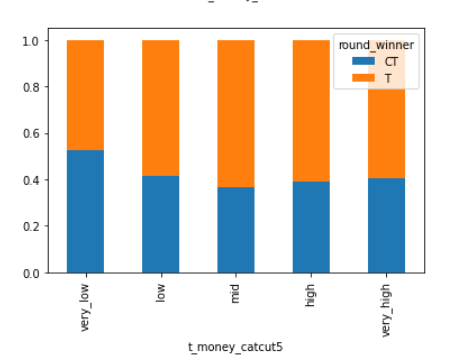 round_winner
CT
T
1.0
0.8
0.6
0.4
0.2
0.0
very_low
low
mid
high
very_high
t_money_catcut5